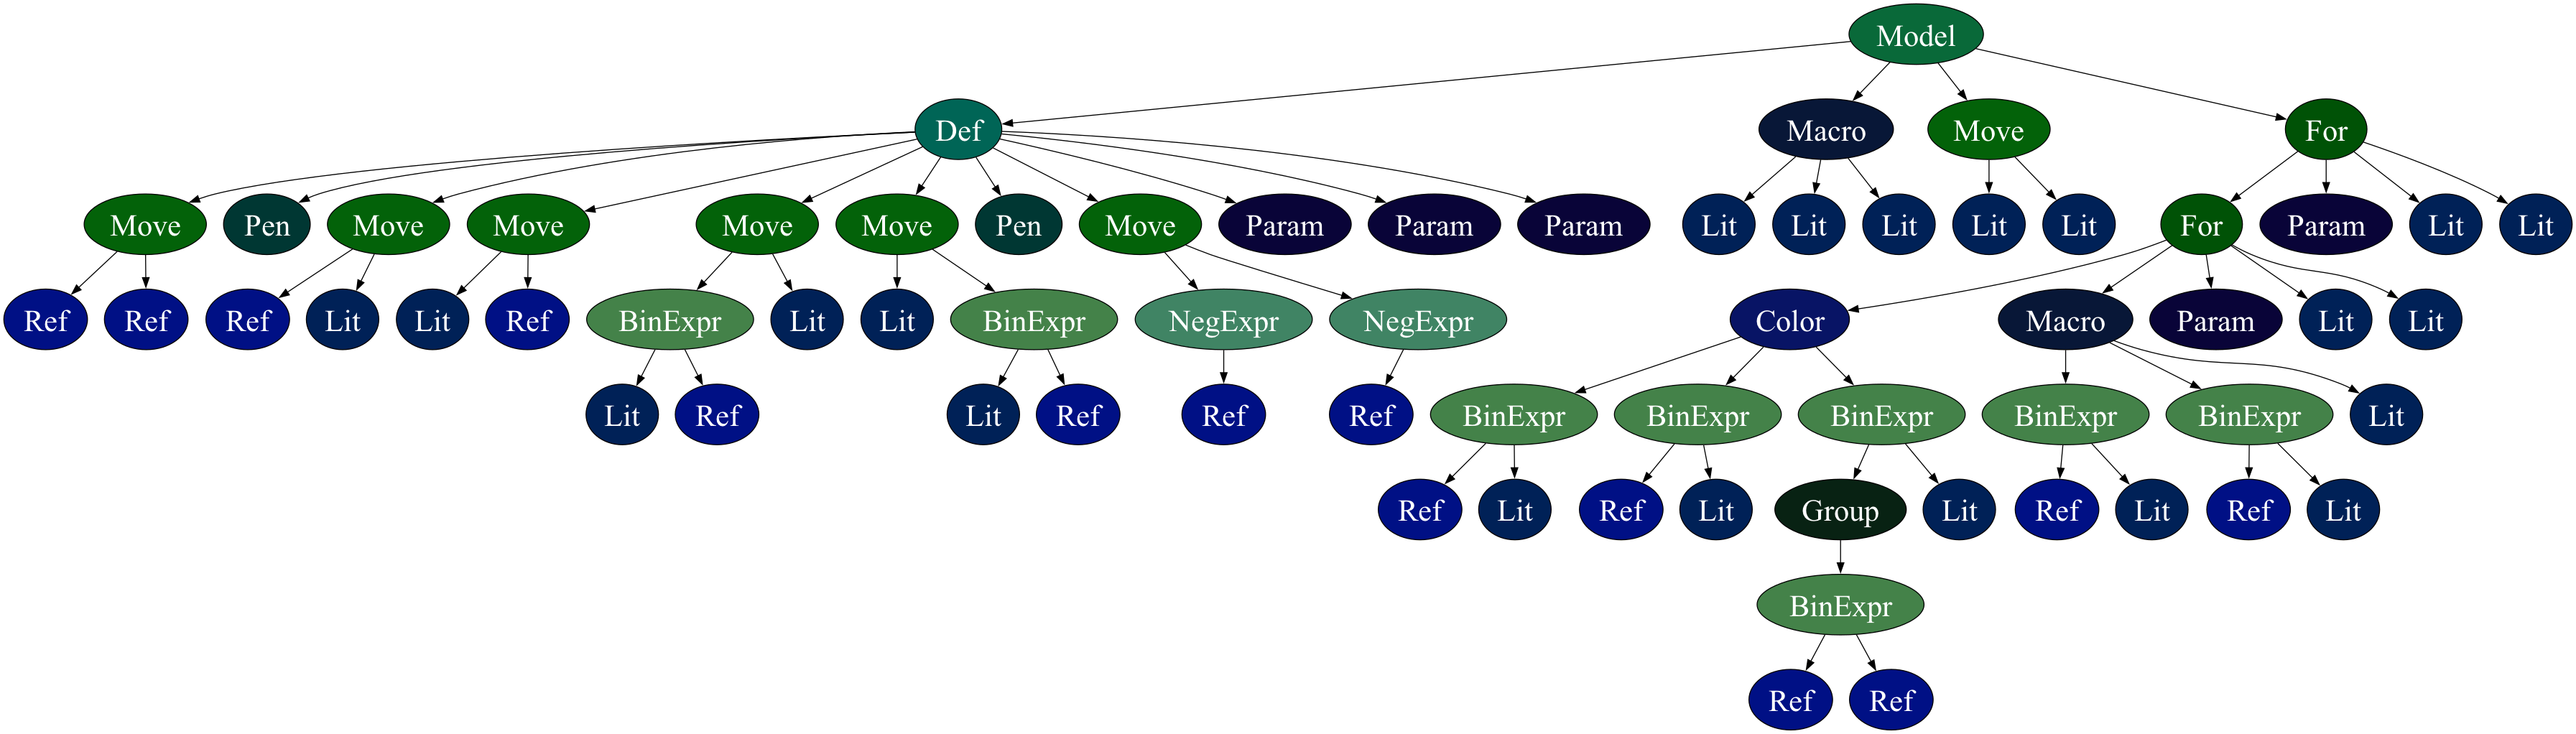 Model
Def Macro Move For
Move Pen Move Move Move Move Pen Move Param Param Param Lit Lit Lit Lit Lit For Param Lit Lit
Ref Ref Ref Lit Lit Ref BinExpr Lit Lit BinExpr NegExpr NegExpr Color Macro Param Lit Lit
Lit Ref Lit Ref Ref Ref BinExpr BinExpr BinExpr BinExpr BinExpr Lit
Ref Lit Ref Lit Group Lit Ref Lit Ref Lit
BinExpr
Ref Ref